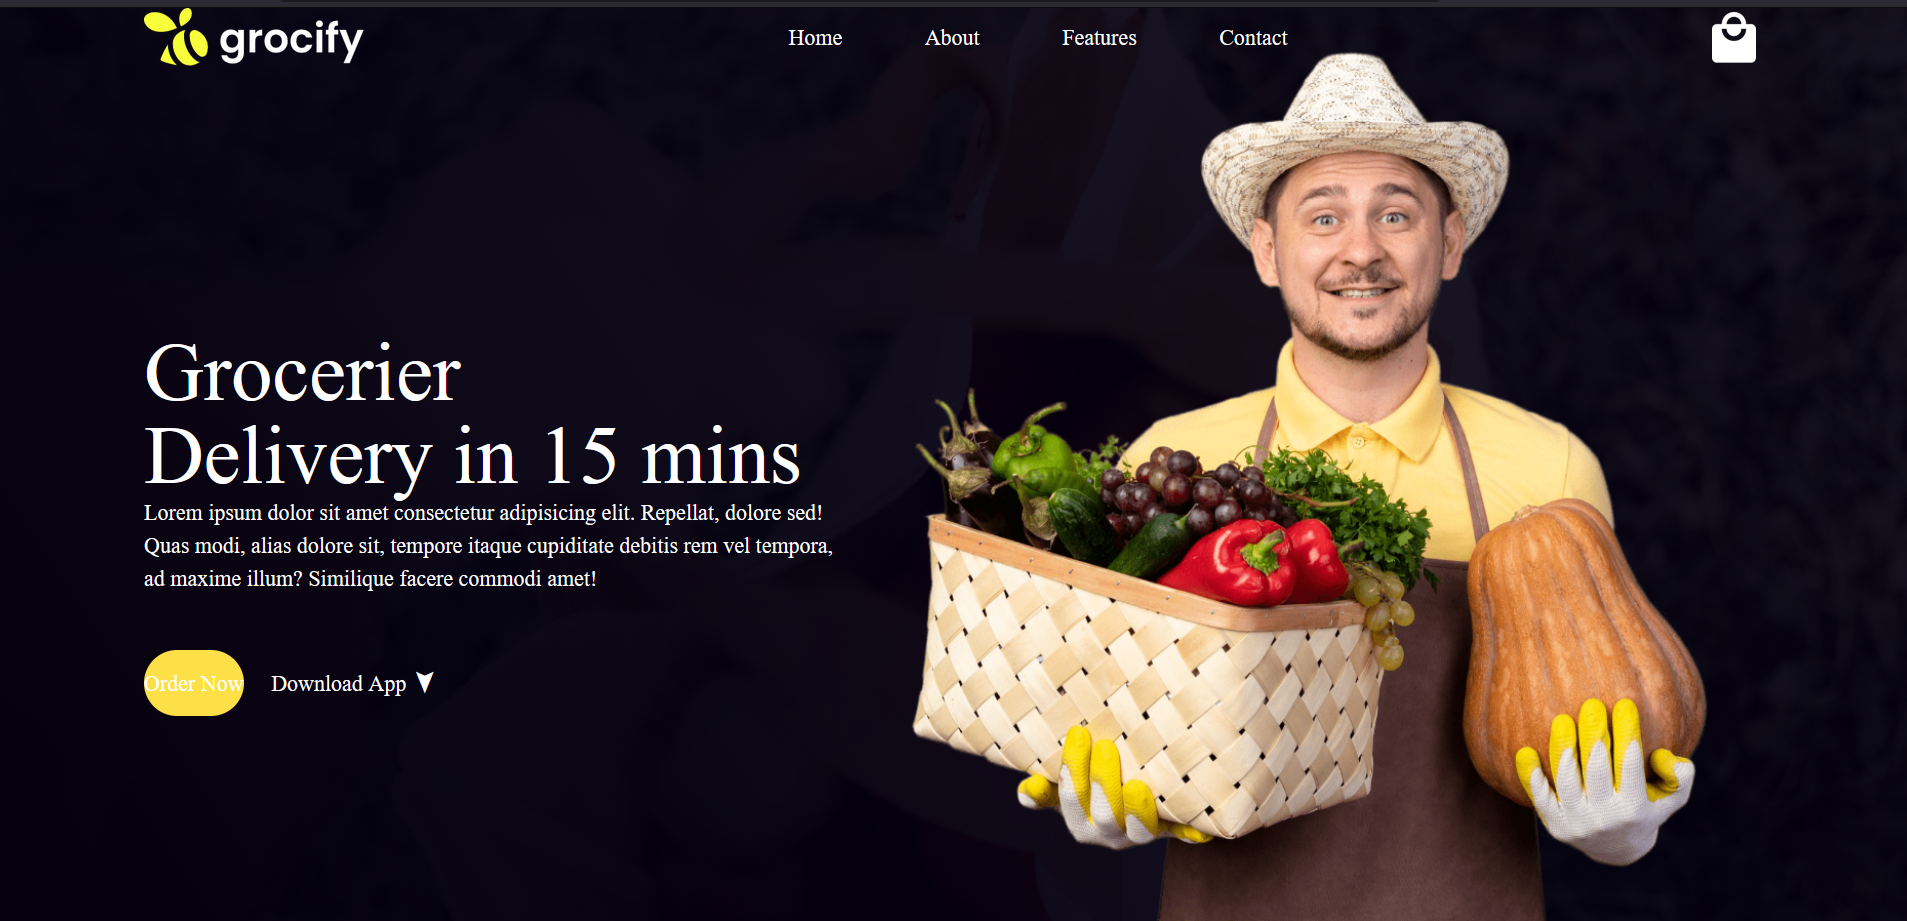 grocify
Home
About
Features
Contact
Grocerier
Delivery in 15 mins
Lorem ipsum dolor sit amet consectetur adipisicing elit. Repellat, dolore sed!
Quas modi, alias dolore sit, tempore itaque cupiditate debitis rem vel tempora,
ad maxime illum? Similique facere commodi amet!
Order Now
Download App